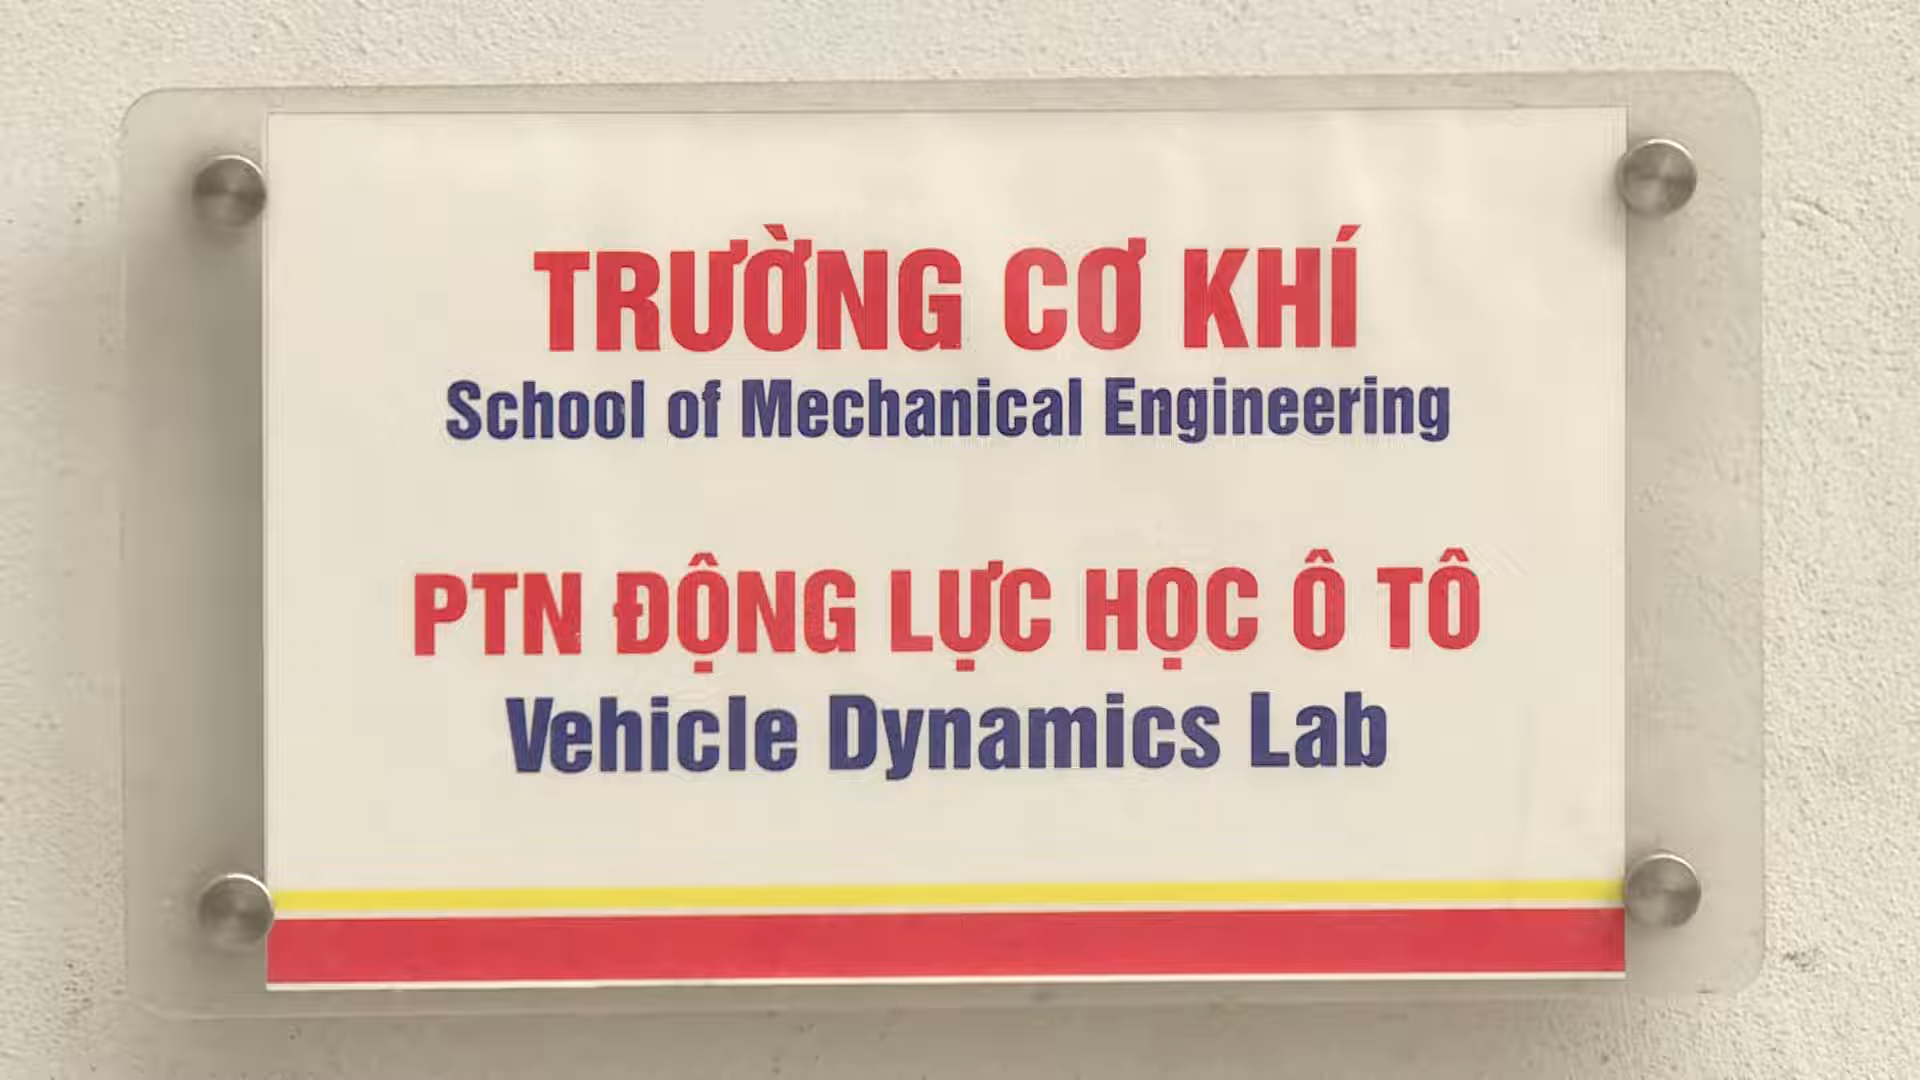 TRƯỜNG CƠ KHÍ
School of Mechanical Engineering
PTN ĐỘNG LỰC HỌC Ô TÔ
Vehicle Dynamics Lab